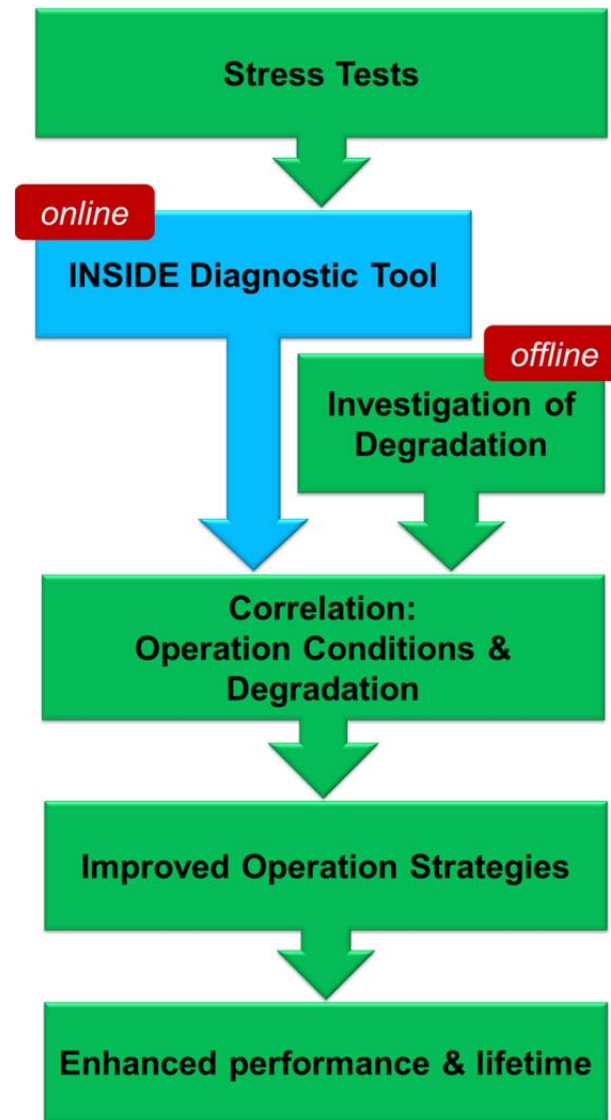 Stress Tests
online
INSIDE Diagnostic Tool
offline
Investigation of
Degradation
Correlation:
Operation Conditions &
Degradation
Improved Operation Strategies
Enhanced performance & lifetime